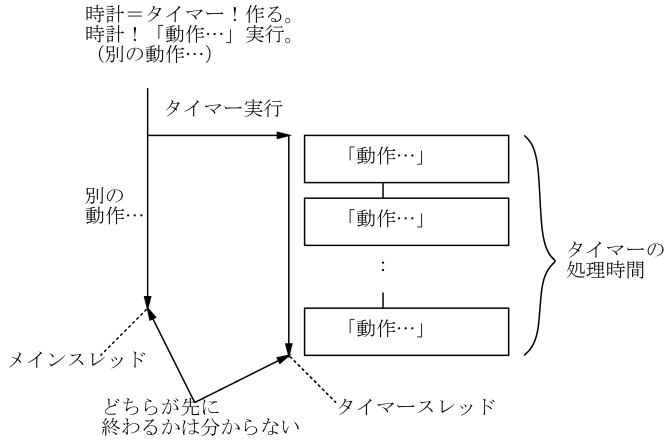 時計=タイマー!作る。
時計!「動作…」実行。
(別の動作…)
タイマー実行
「動作…」
別の
動作…
「動作…」
:
タイマーの
処理時間
「動作…」
メインスレッド
どちらが先に
終わるかは分からない
タイマースレッド